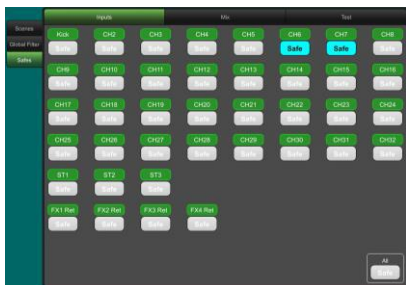 Inputs Mix
Scenes
Global Filter
Safes
Kick CH2 CH3 CH4 CH5 CH6 CH7 CH8
Safe Safe Safe Safe Safe Safe Safe Safe
CH9 CH10 CH11 CH12 CH13 CH14 CH15 CH16
Safe Safe Safe Safe Safe Safe Safe Safe
CH17 CH18 CH19 CH20 CH21 CH22 CH23 CH24
Safe Safe Safe Safe Safe Safe Safe Safe
CH25 CH26 CH27 CH28 CH29 CH30 CH31 CH32
Safe Safe Safe Safe Safe Safe Safe Safe
ST1 ST2 ST3
Safe Safe Safe
FX1 Ret FX2 Ret FX3 Ret FX4 Ret
Safe Safe Safe Safe
All
Safe